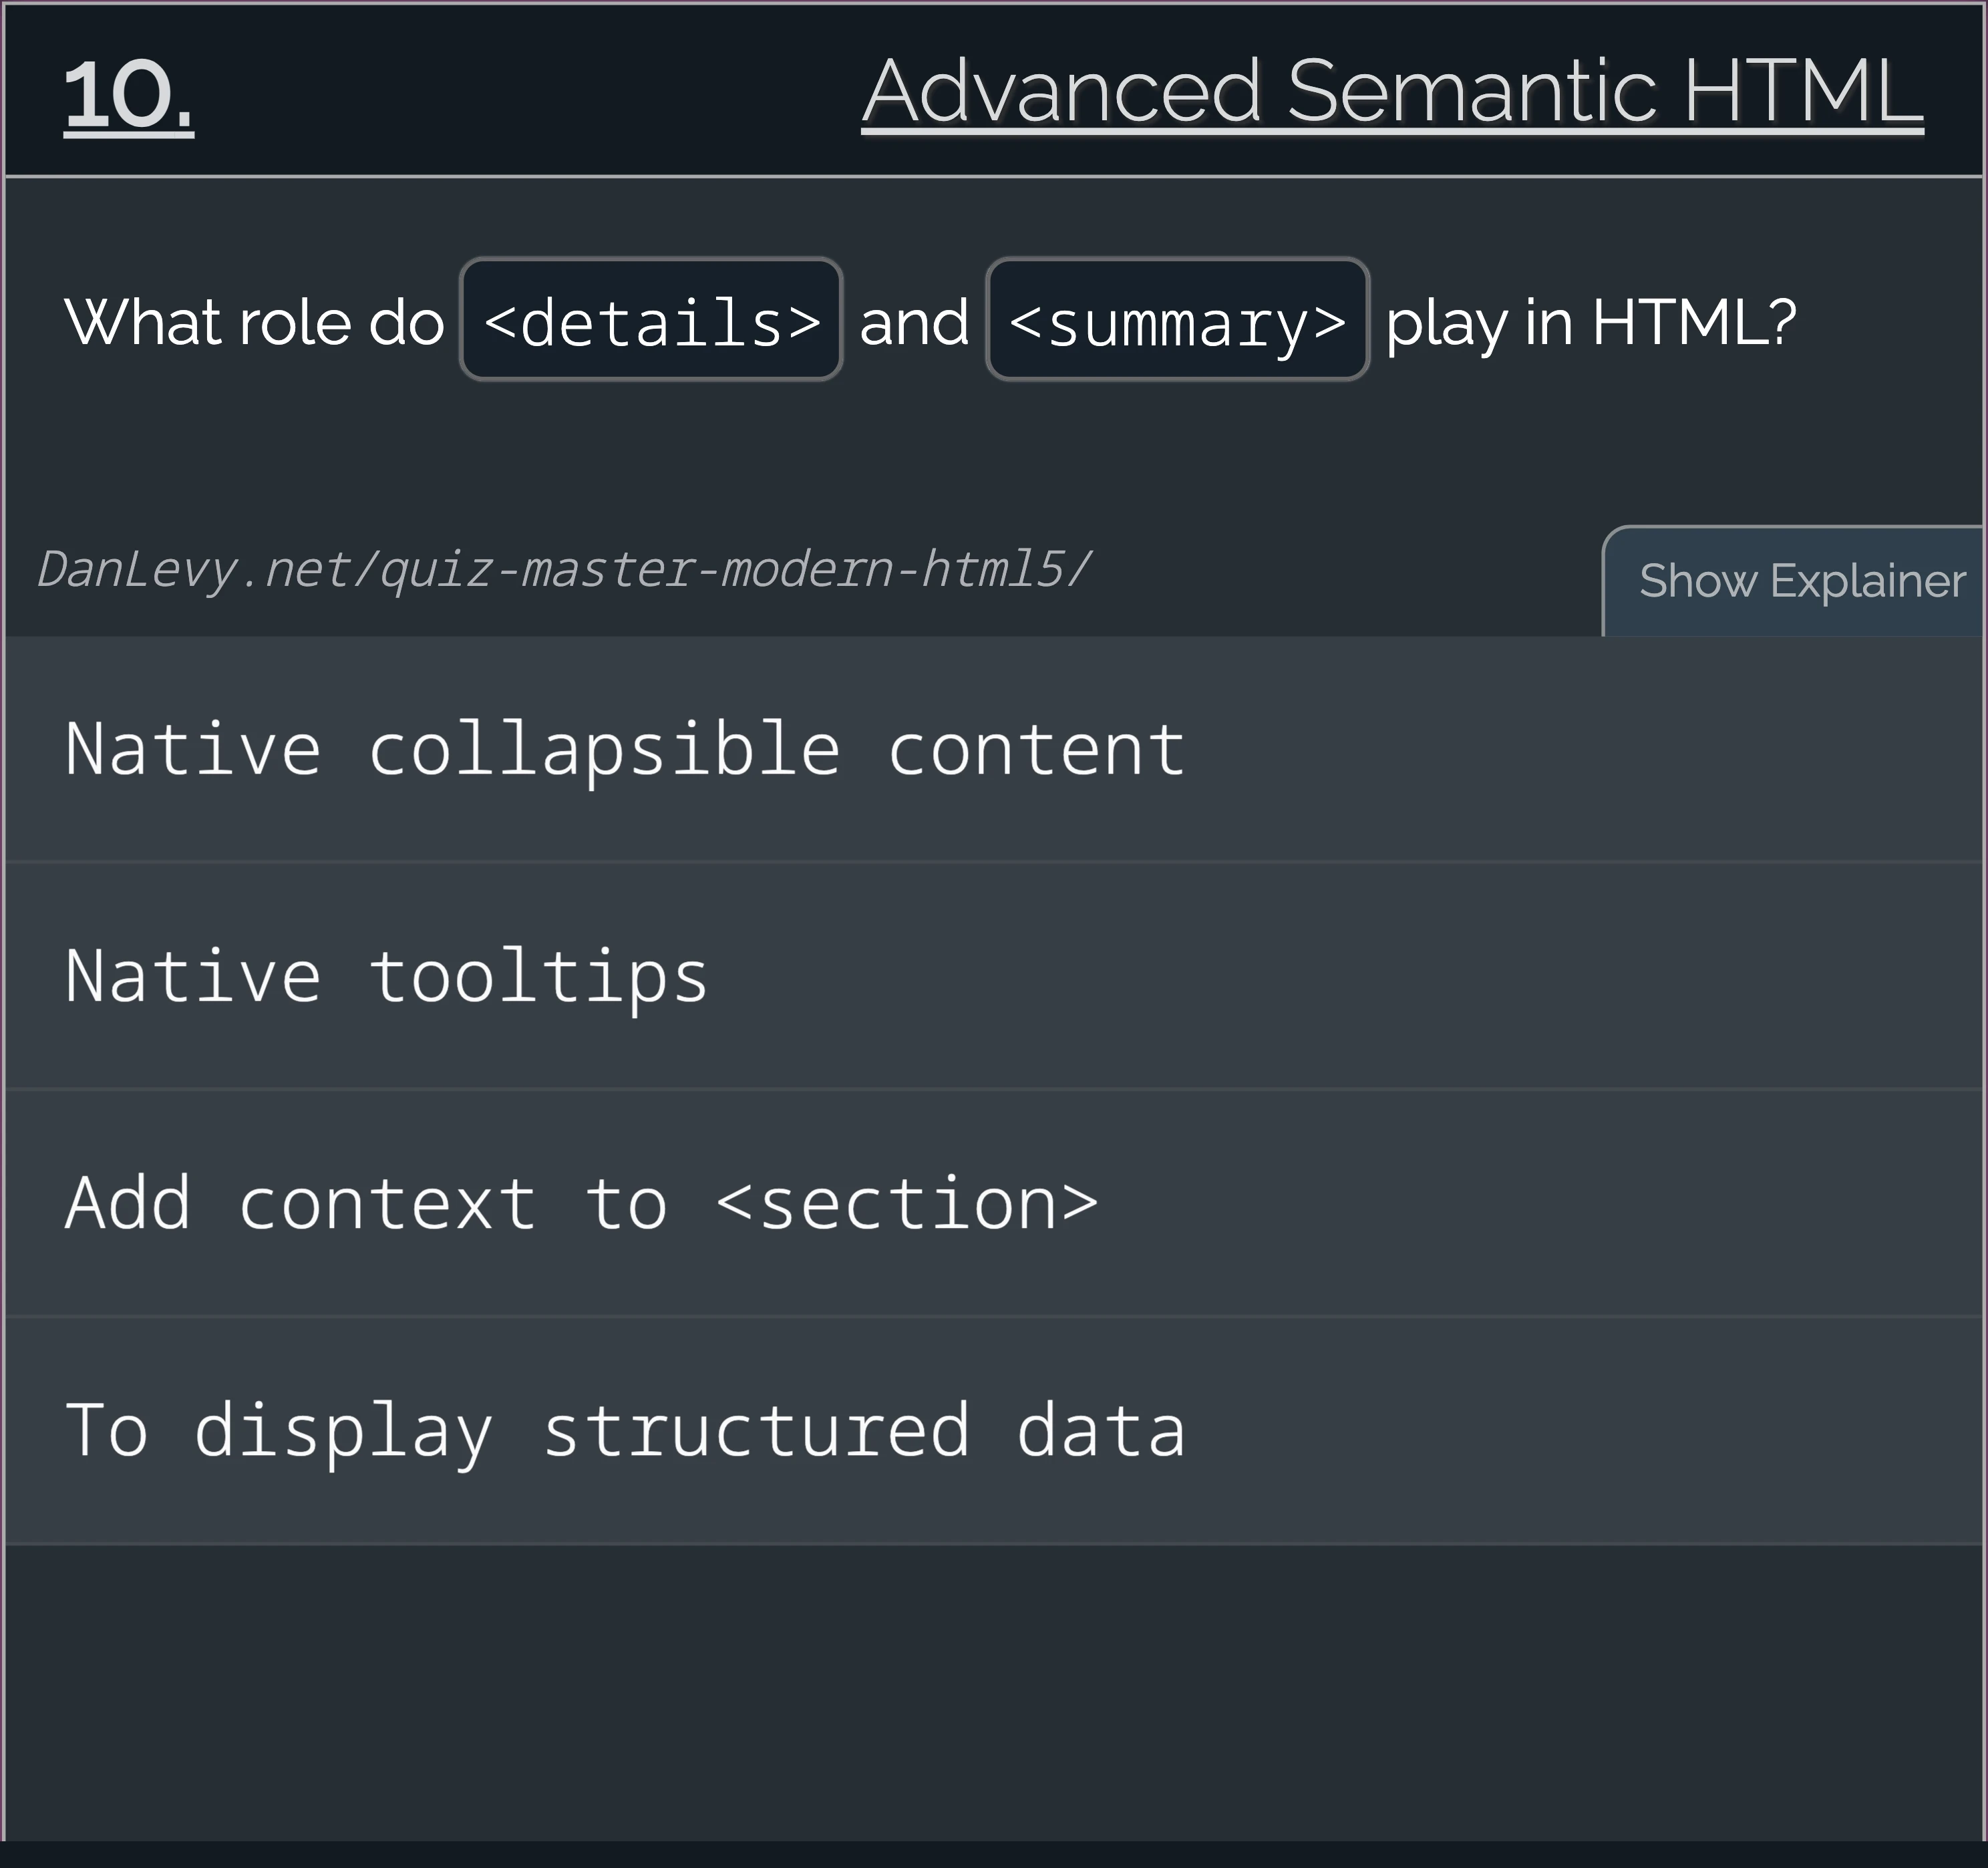 10.
Advanced Semantic HTML
What role do <details> and <summary> play in HTML?
DanLevy.net/quiz-master-modern-html5/
Show Explainer
Native collapsible content
Native tooltips
Add context to <section>
To display structured data